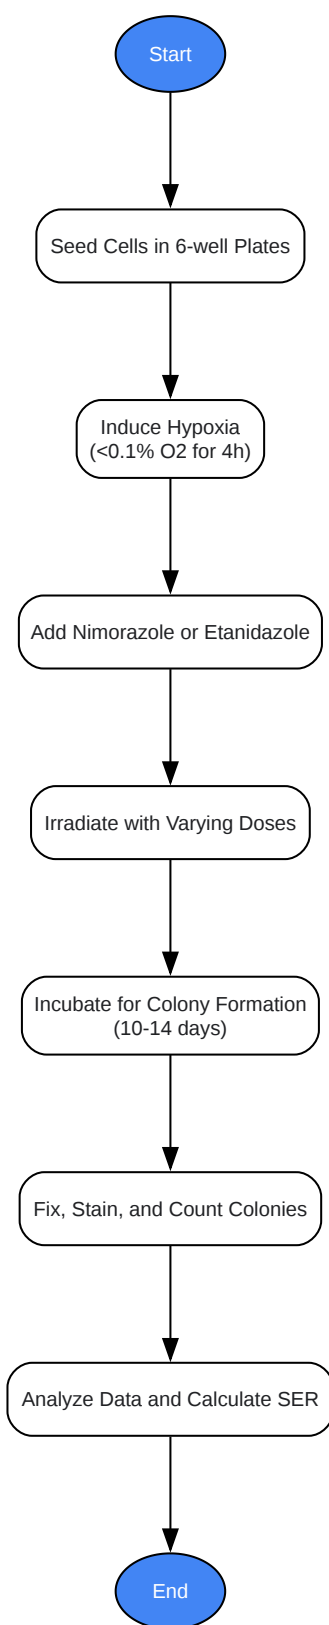 Start
Seed Cells in 6-well Plates
Induce Hypoxia
(<0.1% O2 for 4h)
Add Nimorazole or Etanidazole
Irradiate with Varying Doses
Incubate for Colony Formation
(10-14 days)
Fix, Stain, and Count Colonies
Analyze Data and Calculate SER
End